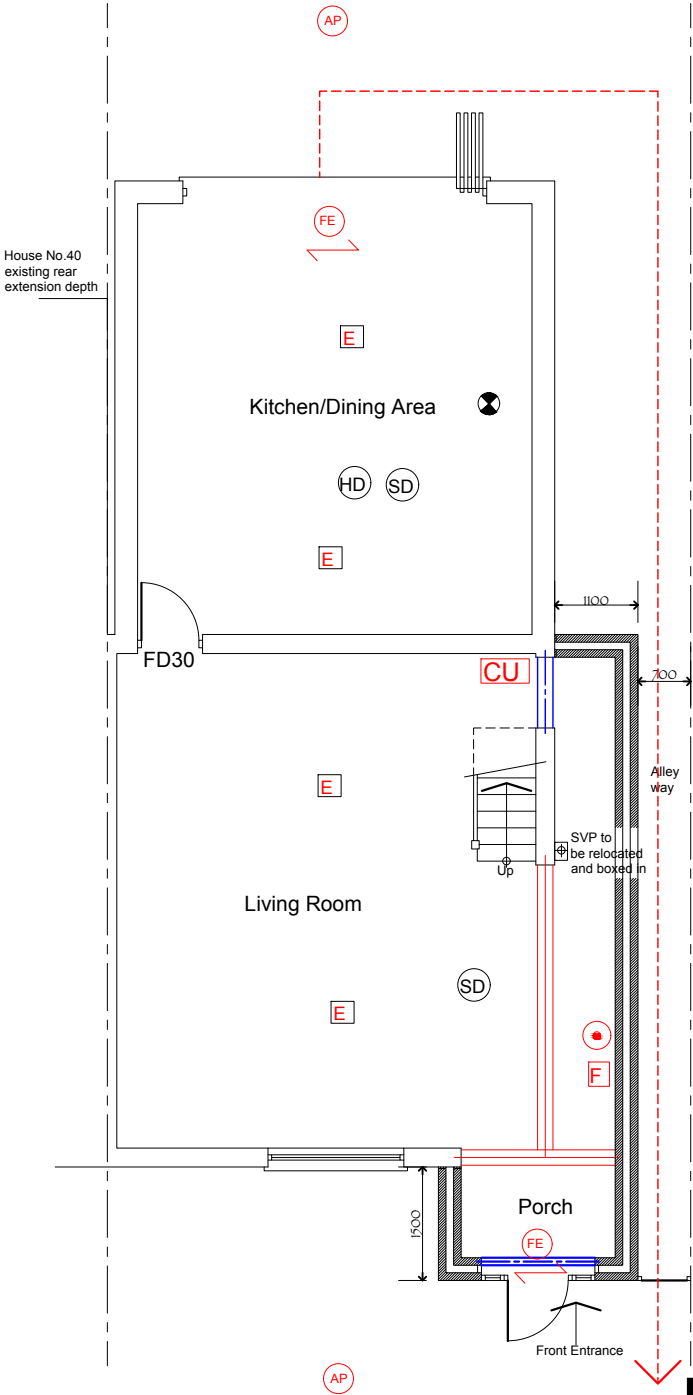 AP
FE
House No.40
existing rear
extension depth
E
Kitchen/Dining Area
HD
SD
E
1100
FD30
CU
700
Alley
way
E
SVP to
be relocated
and boxed in
Up
Living Room
SD
E
F
Porch
1500
FE
Front Entrance
AP